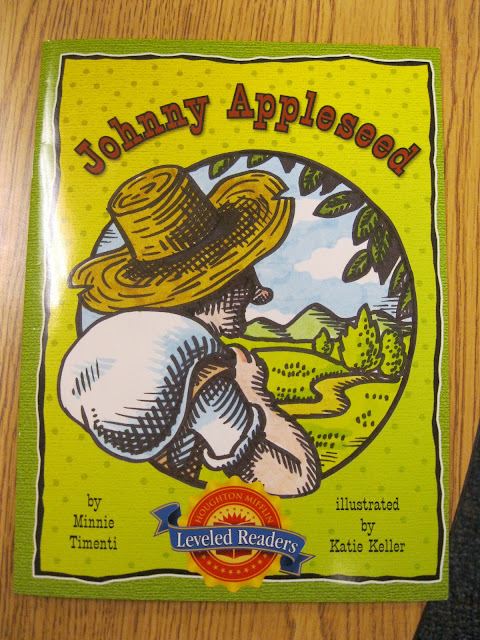 Johnny Appleseed
by
Minnie
Timenti
HOUGHTON MIFFLIN
Leveled Readers
illustrated
by
Katie Keller